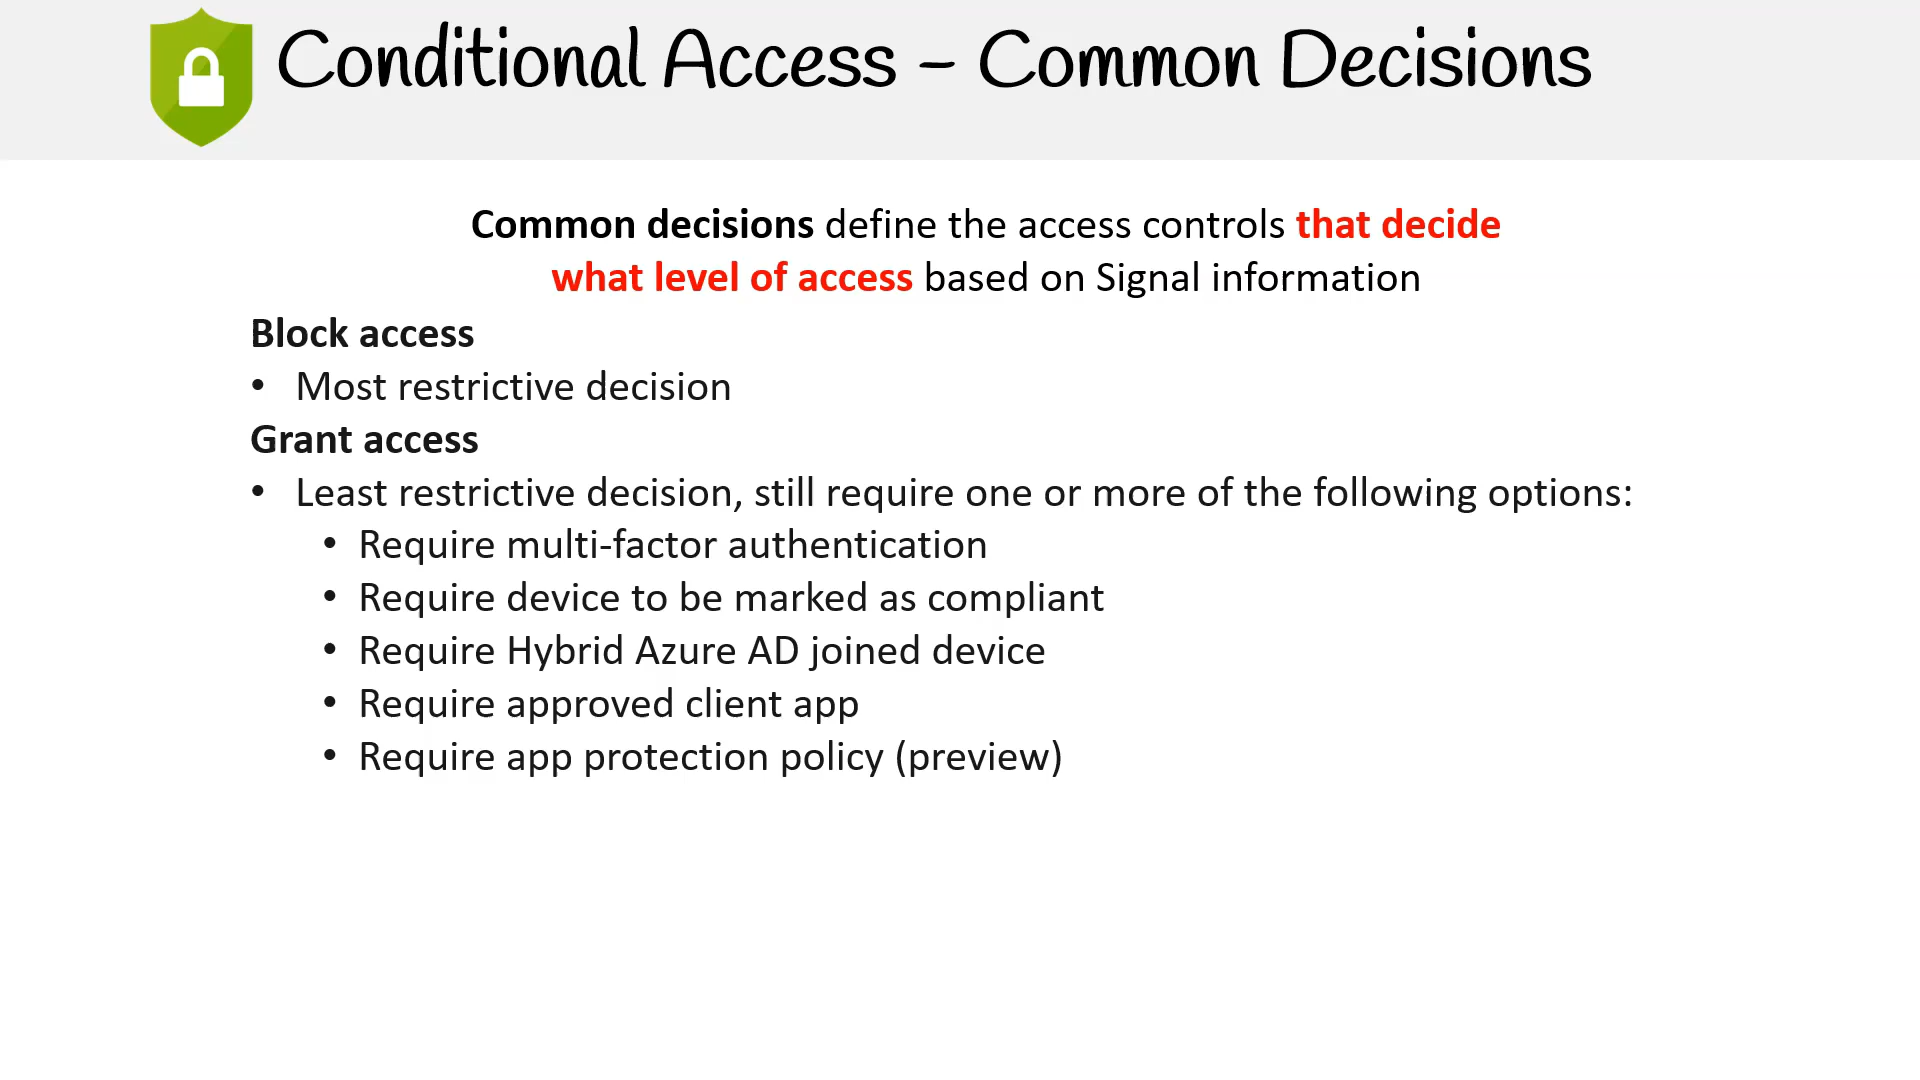 Conditional Access – Common Decisions
Common decisions define the access controls that decide
what level of access based on Signal information
Block access
• Most restrictive decision
Grant access
• Least restrictive decision, still require one or more of the following options:
• Require multi-factor authentication
• Require device to be marked as compliant
• Require Hybrid Azure AD joined device
• Require approved client app
• Require app protection policy (preview)